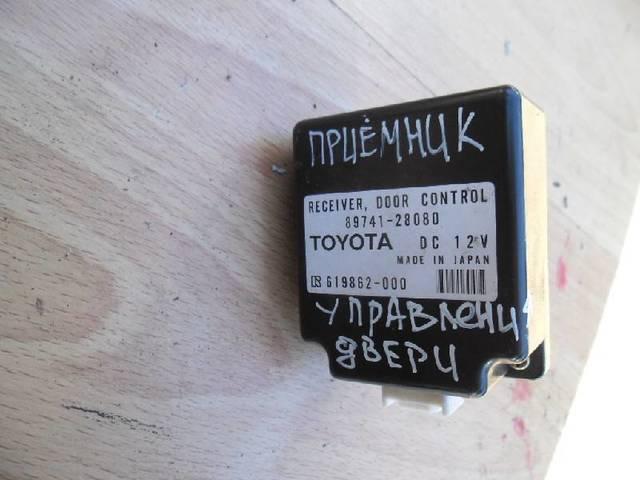 ПРИЁМНИК
RECEIVER, DOOR CONTROL
89741-28080
TOYOTA DC 12V
MADE IN JAPAN
R 619862-000
УПРАВЛЕНИЯ
ДВЕРИ